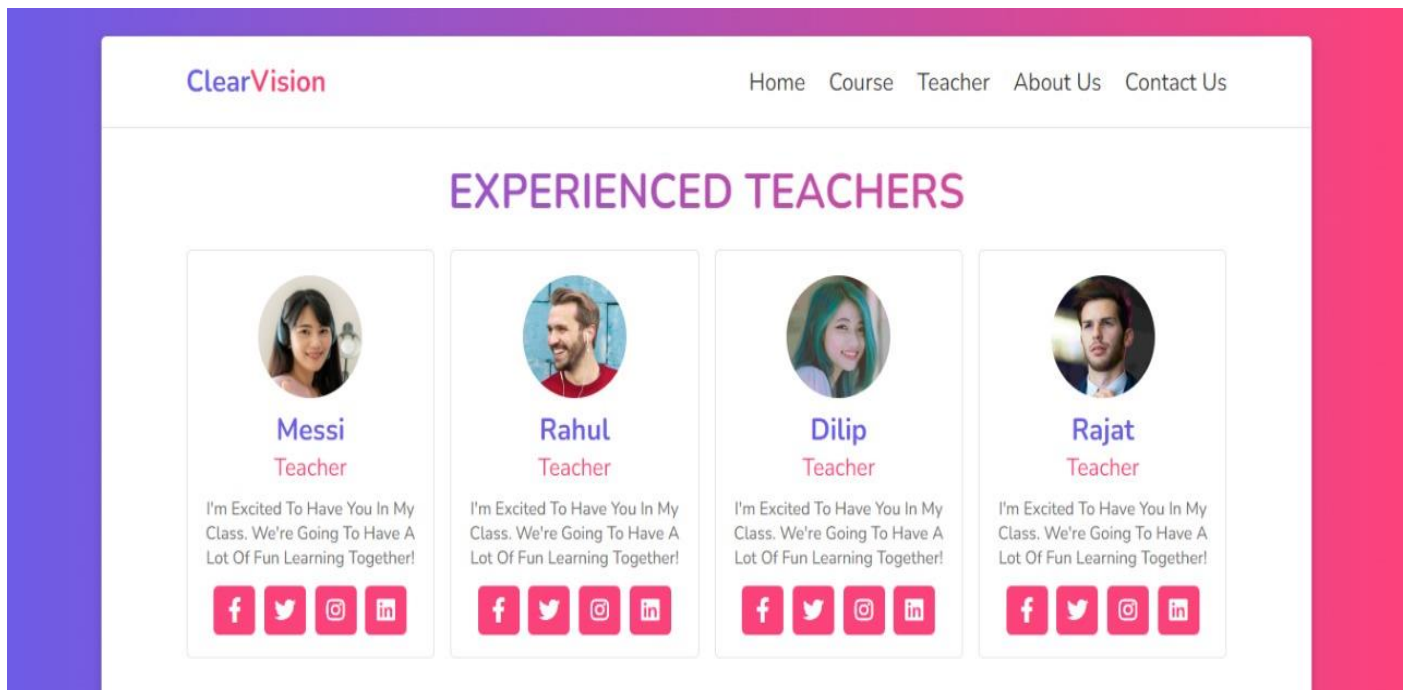 ClearVision
Home Course Teacher About Us Contact Us
EXPERIENCED TEACHERS
Messi
Teacher
I'm Excited To Have You In My
Class. We're Going To Have A
Lot Of Fun Learning Together!
Rahul
Teacher
I'm Excited To Have You In My
Class. We're Going To Have A
Lot Of Fun Learning Together!
Dilip
Teacher
I'm Excited To Have You In My
Class. We're Going To Have A
Lot Of Fun Learning Together!
Rajat
Teacher
I'm Excited To Have You In My
Class. We're Going To Have A
Lot Of Fun Learning Together!